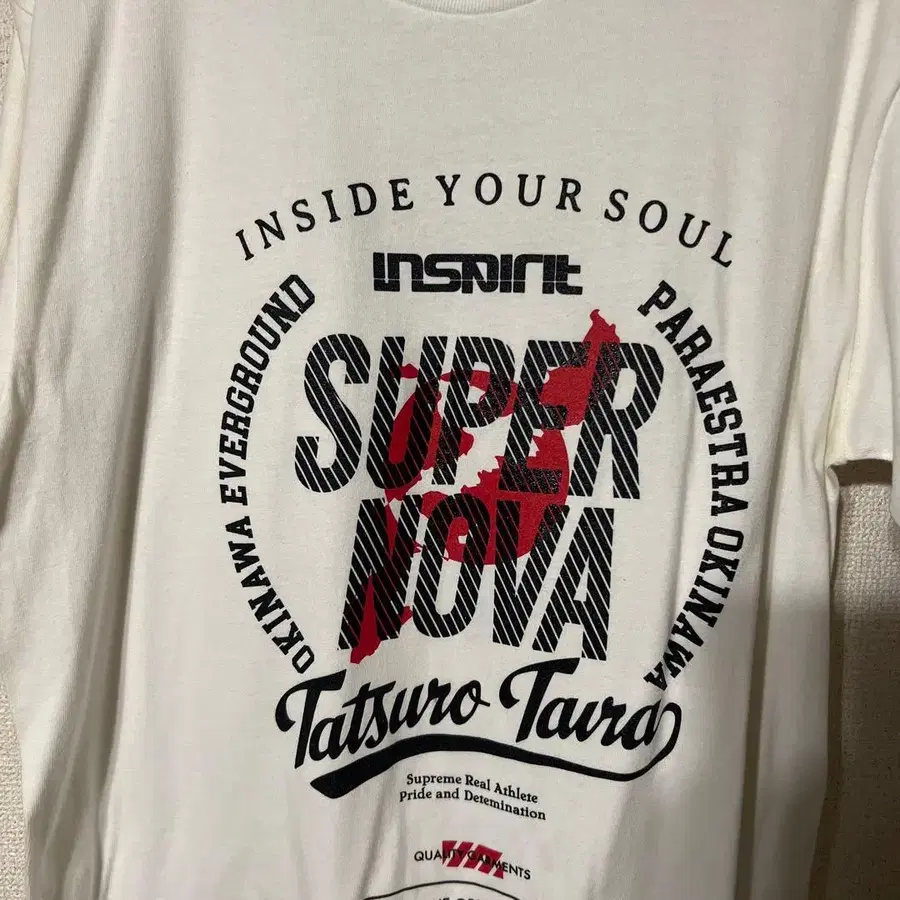 INSIDE YOUR SOUL
INSPIRIT
OKINAWA EVERGROUND
PARAESTRA OKINAWA
SUPER
NOVA
Tatsuro Taira
Supreme Real Athlete
Pride and Detemination
QUALITY GARMENTS